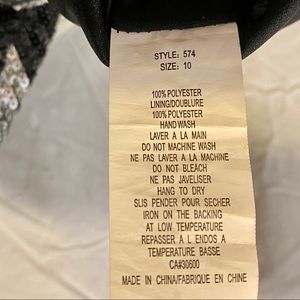 STYLE: 574
SIZE: 10
100% POLYESTER
LINING/DOUBLURE
100% POLYESTER
HAND WASH
LAVER A LA MAIN
DO NOT MACHINE WASH
NE PAS LAVER A LA MACHINE
DO NOT BLEACH
NE PAS JAVELISER
HANG TO DRY
SLIS PENDER POUR SECHER
IRON ON THE BACKING
AT LOW TEMPERATURE
REPASSER A L ENDOS A
TEMPERATURE BASSE
CA#30600
MADE IN CHINA/FABRIQUE EN CHINE